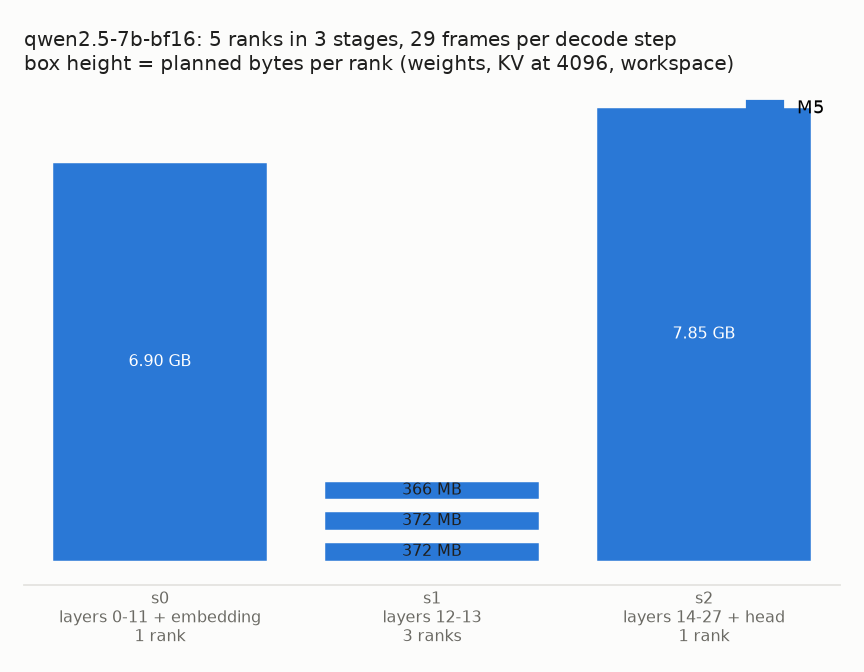 qwen2.5-7b-bf16: 5 ranks in 3 stages, 29 frames per decode step
box height = planned bytes per rank (weights, KV at 4096, workspace)
M5
6.90 GB
7.85 GB
366 MB
372 MB
372 MB
s0
layers 0-11 + embedding
1 rank
s1
layers 12-13
3 ranks
s2
layers 14-27 + head
1 rank